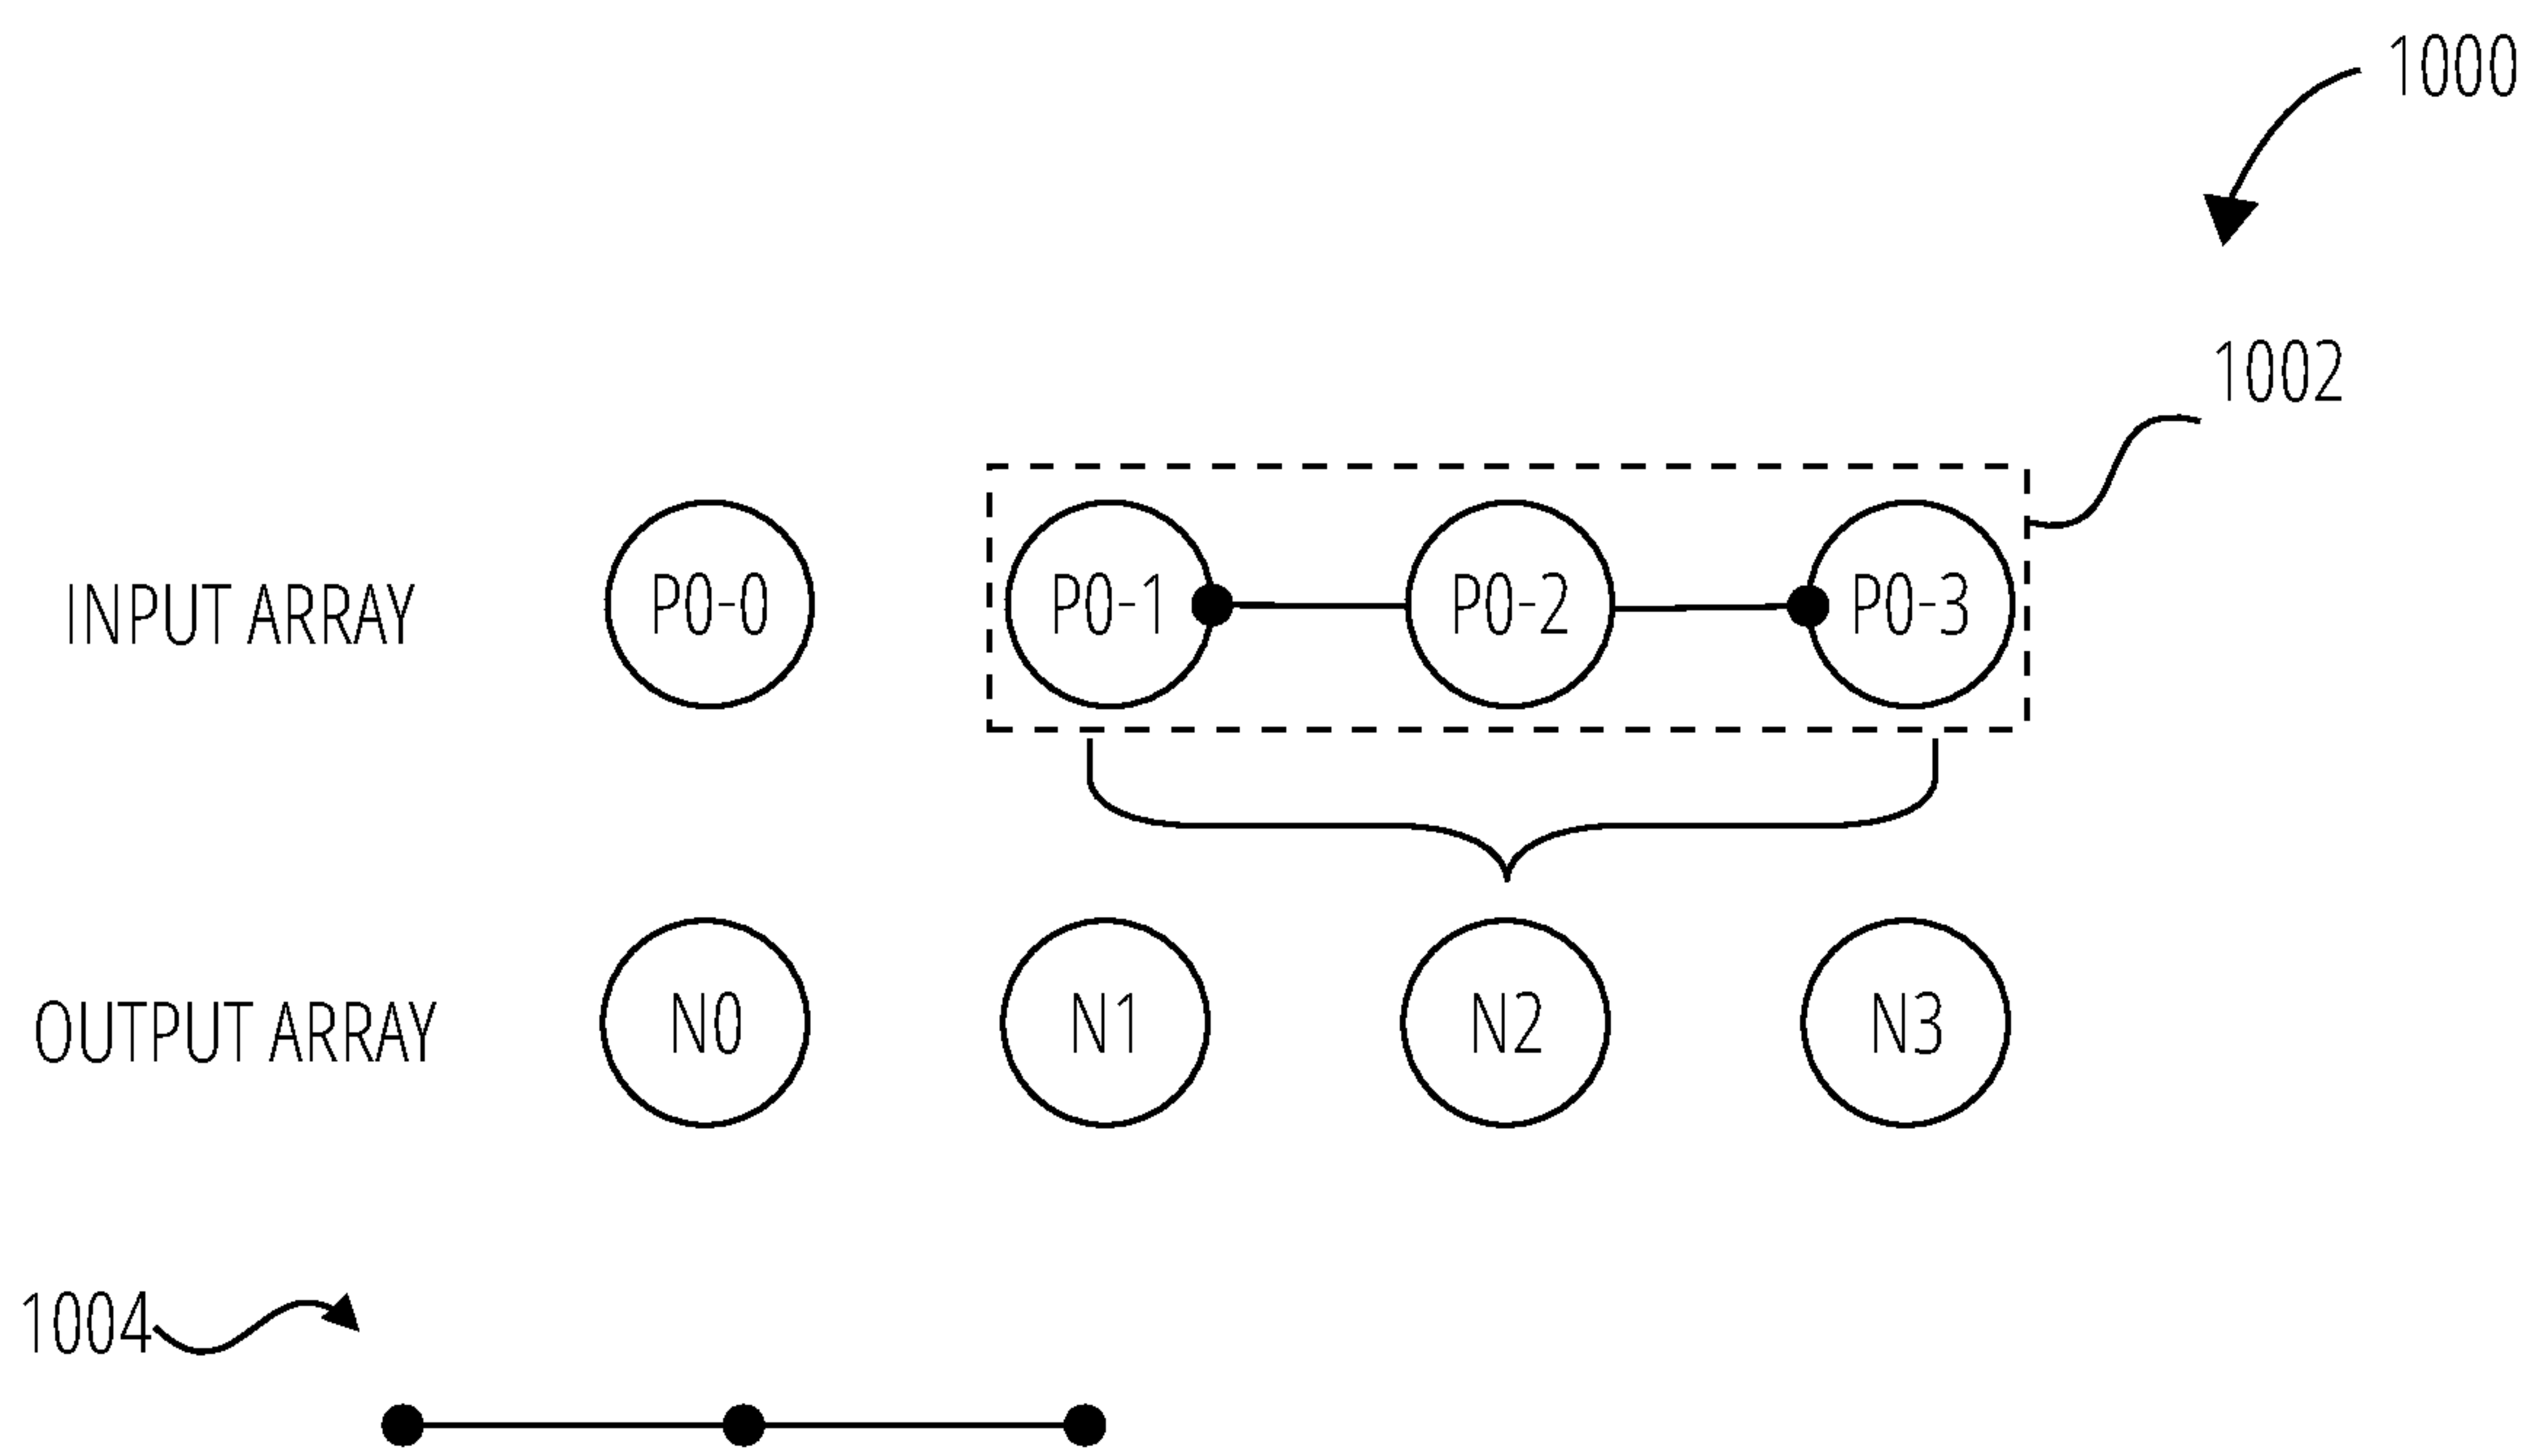 1000
1002
INPUT ARRAY P0-0 P0-1 P0-2 P0-3
OUTPUT ARRAY N0 N1 N2 N3
1004